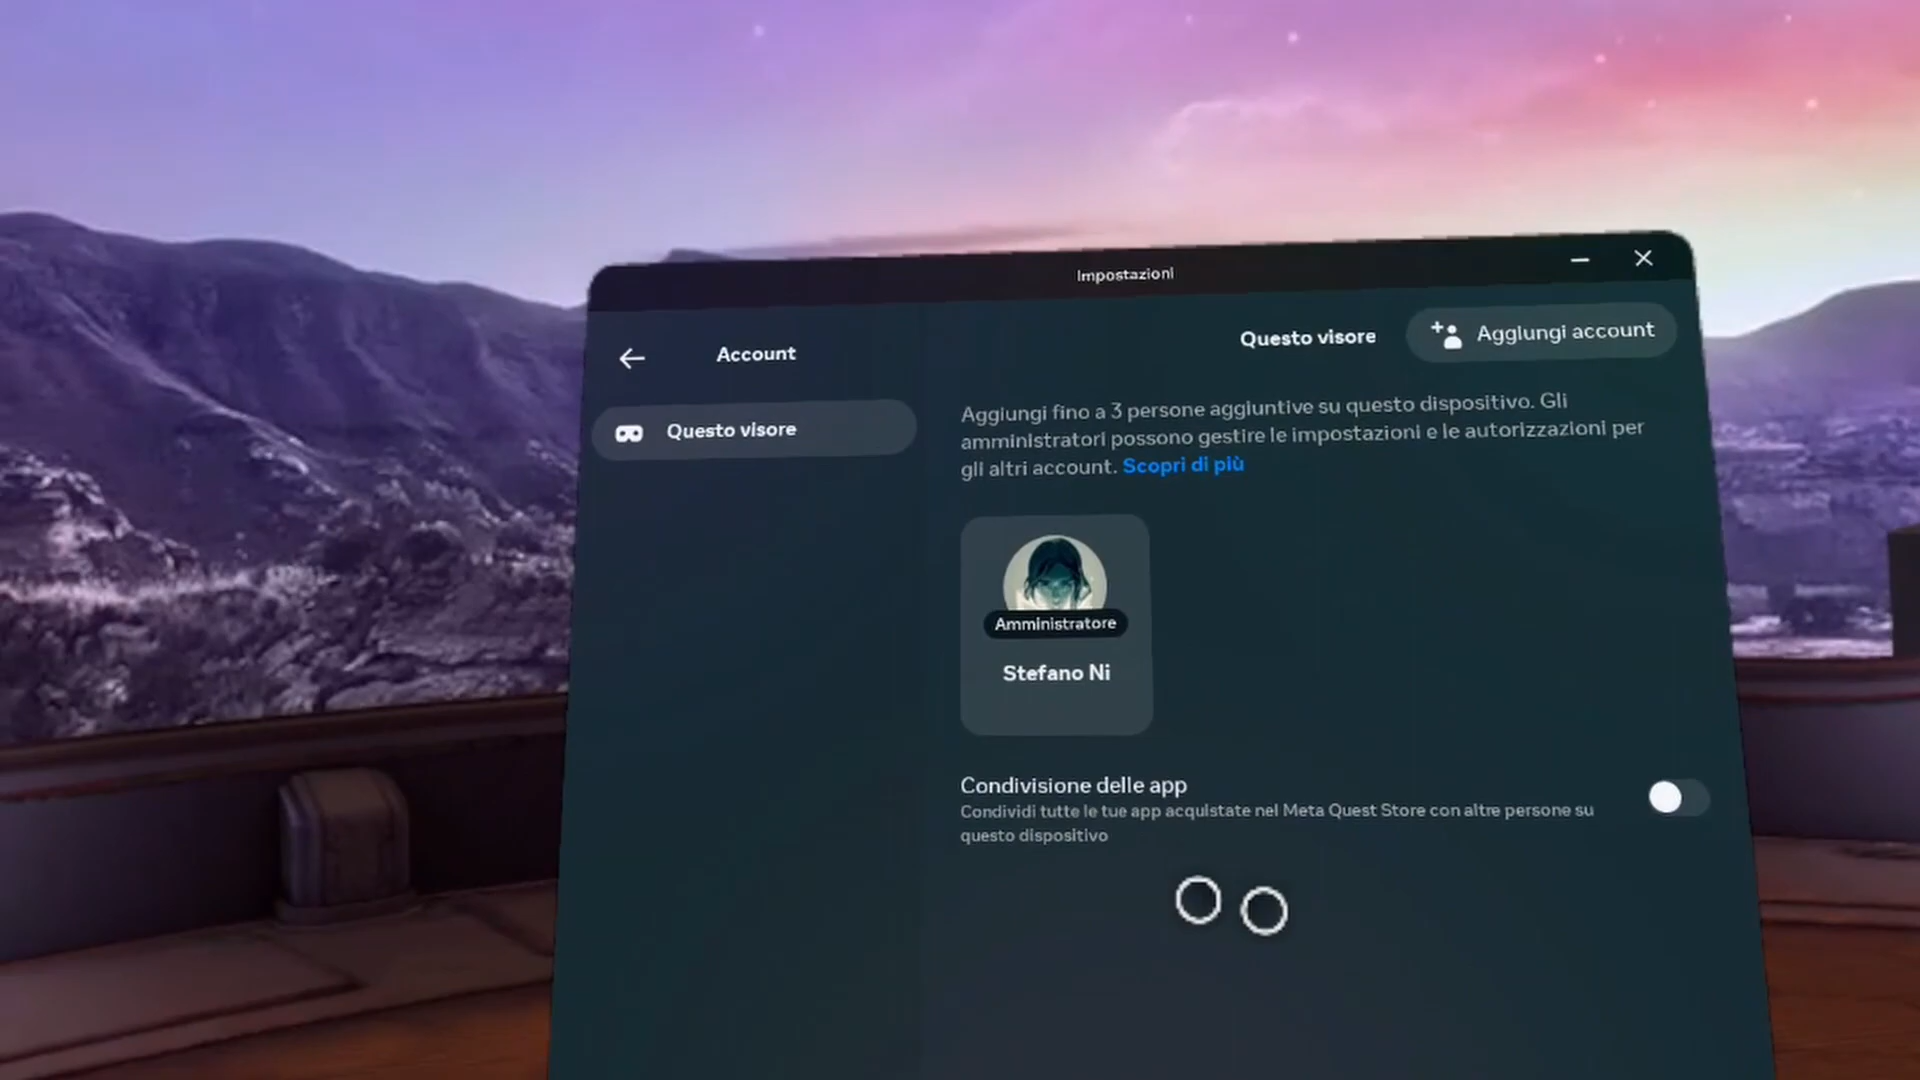 Impostazioni
Account
Questo visore
Aggiungi account
Questo visore
Aggiungi fino a 3 persone aggiuntive su questo dispositivo. Gli
amministratori possono gestire le impostazioni e le autorizzazioni per
gli altri account. Scopri di più
Amministratore
Stefano Ni
Condivisione delle app
Condividi tutte le tue app acquistate nel Meta Quest Store con altre persone su
questo dispositivo